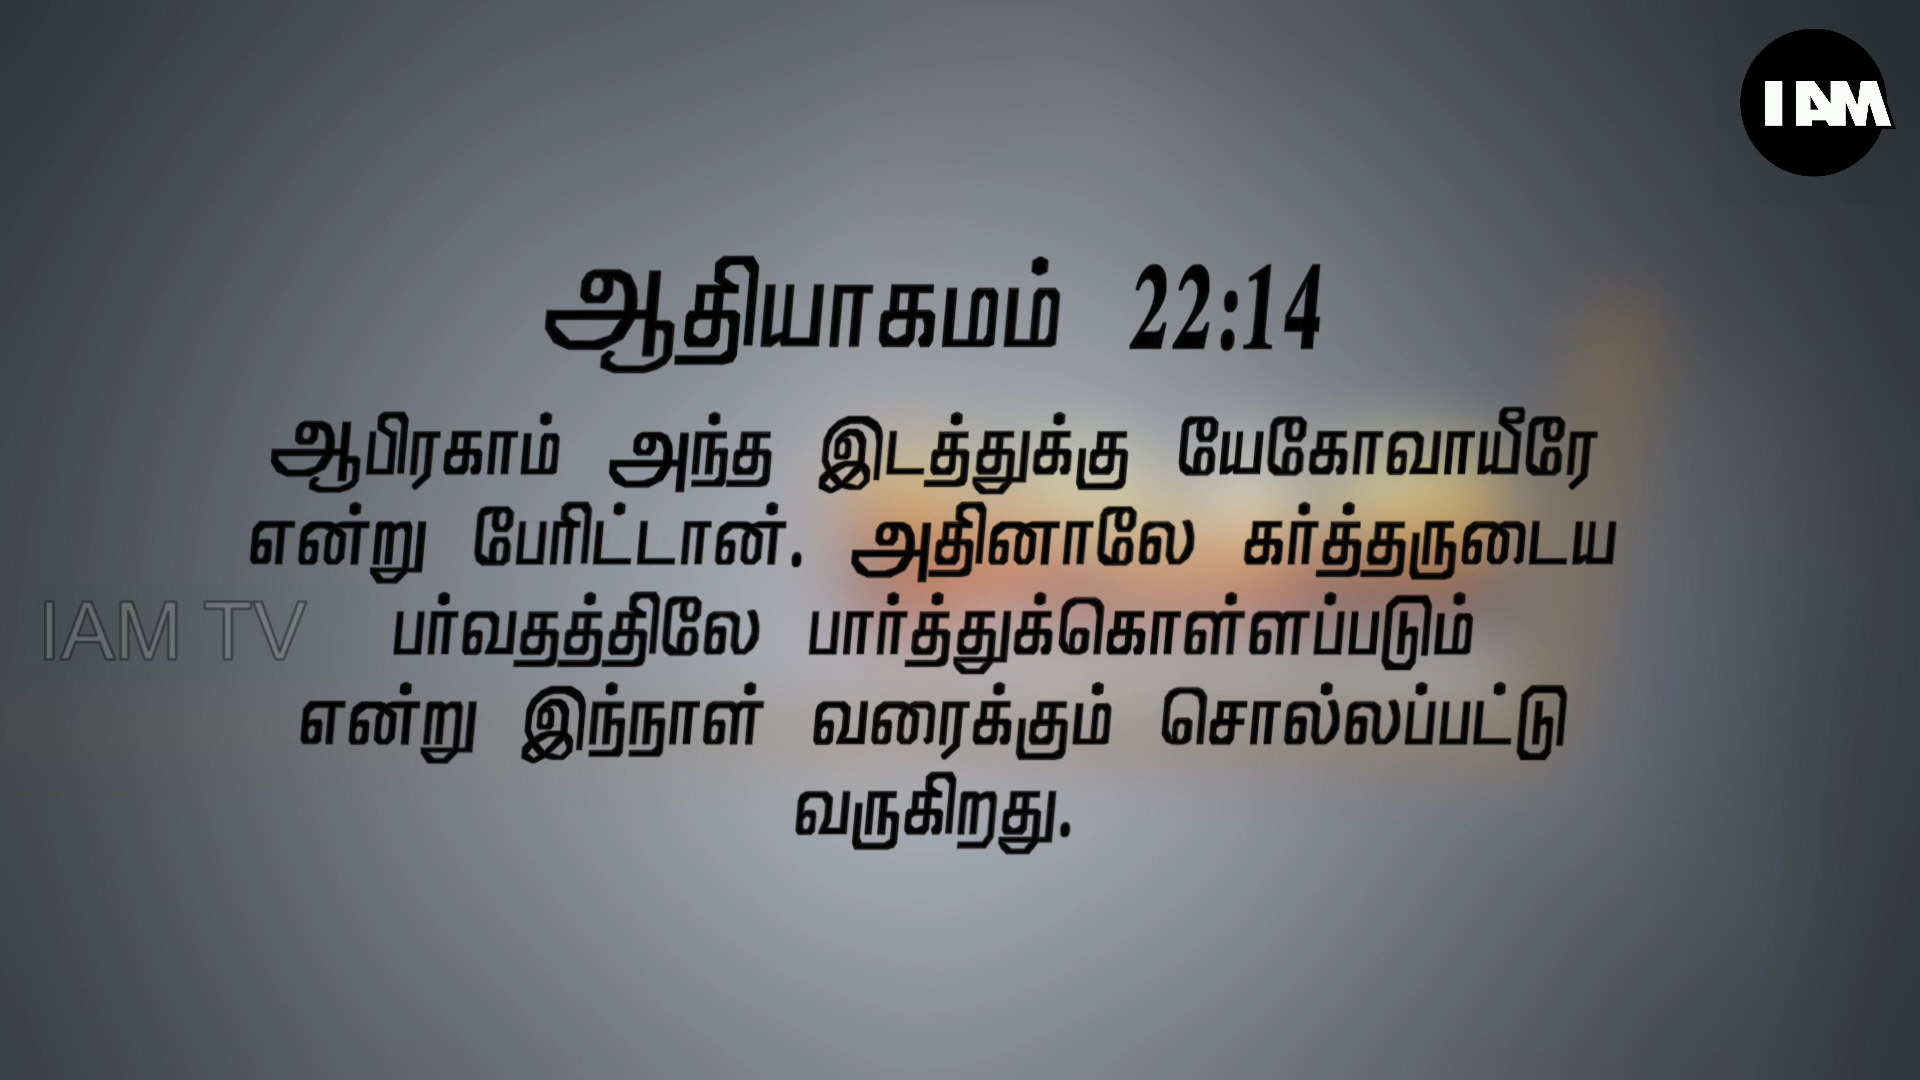 I AM
ஆதியாகமம் 22:14
ஆபிரகாம் அந்த இடத்துக்கு யேகோவாயீரே
என்று பேரிட்டான். அதினாலே கர்த்தருடைய
பர்வதத்திலே பார்த்துக்கொள்ளப்படும்
என்று இந்நாள் வரைக்கும் சொல்லப்பட்டு
வருகிறது.
IAM TV